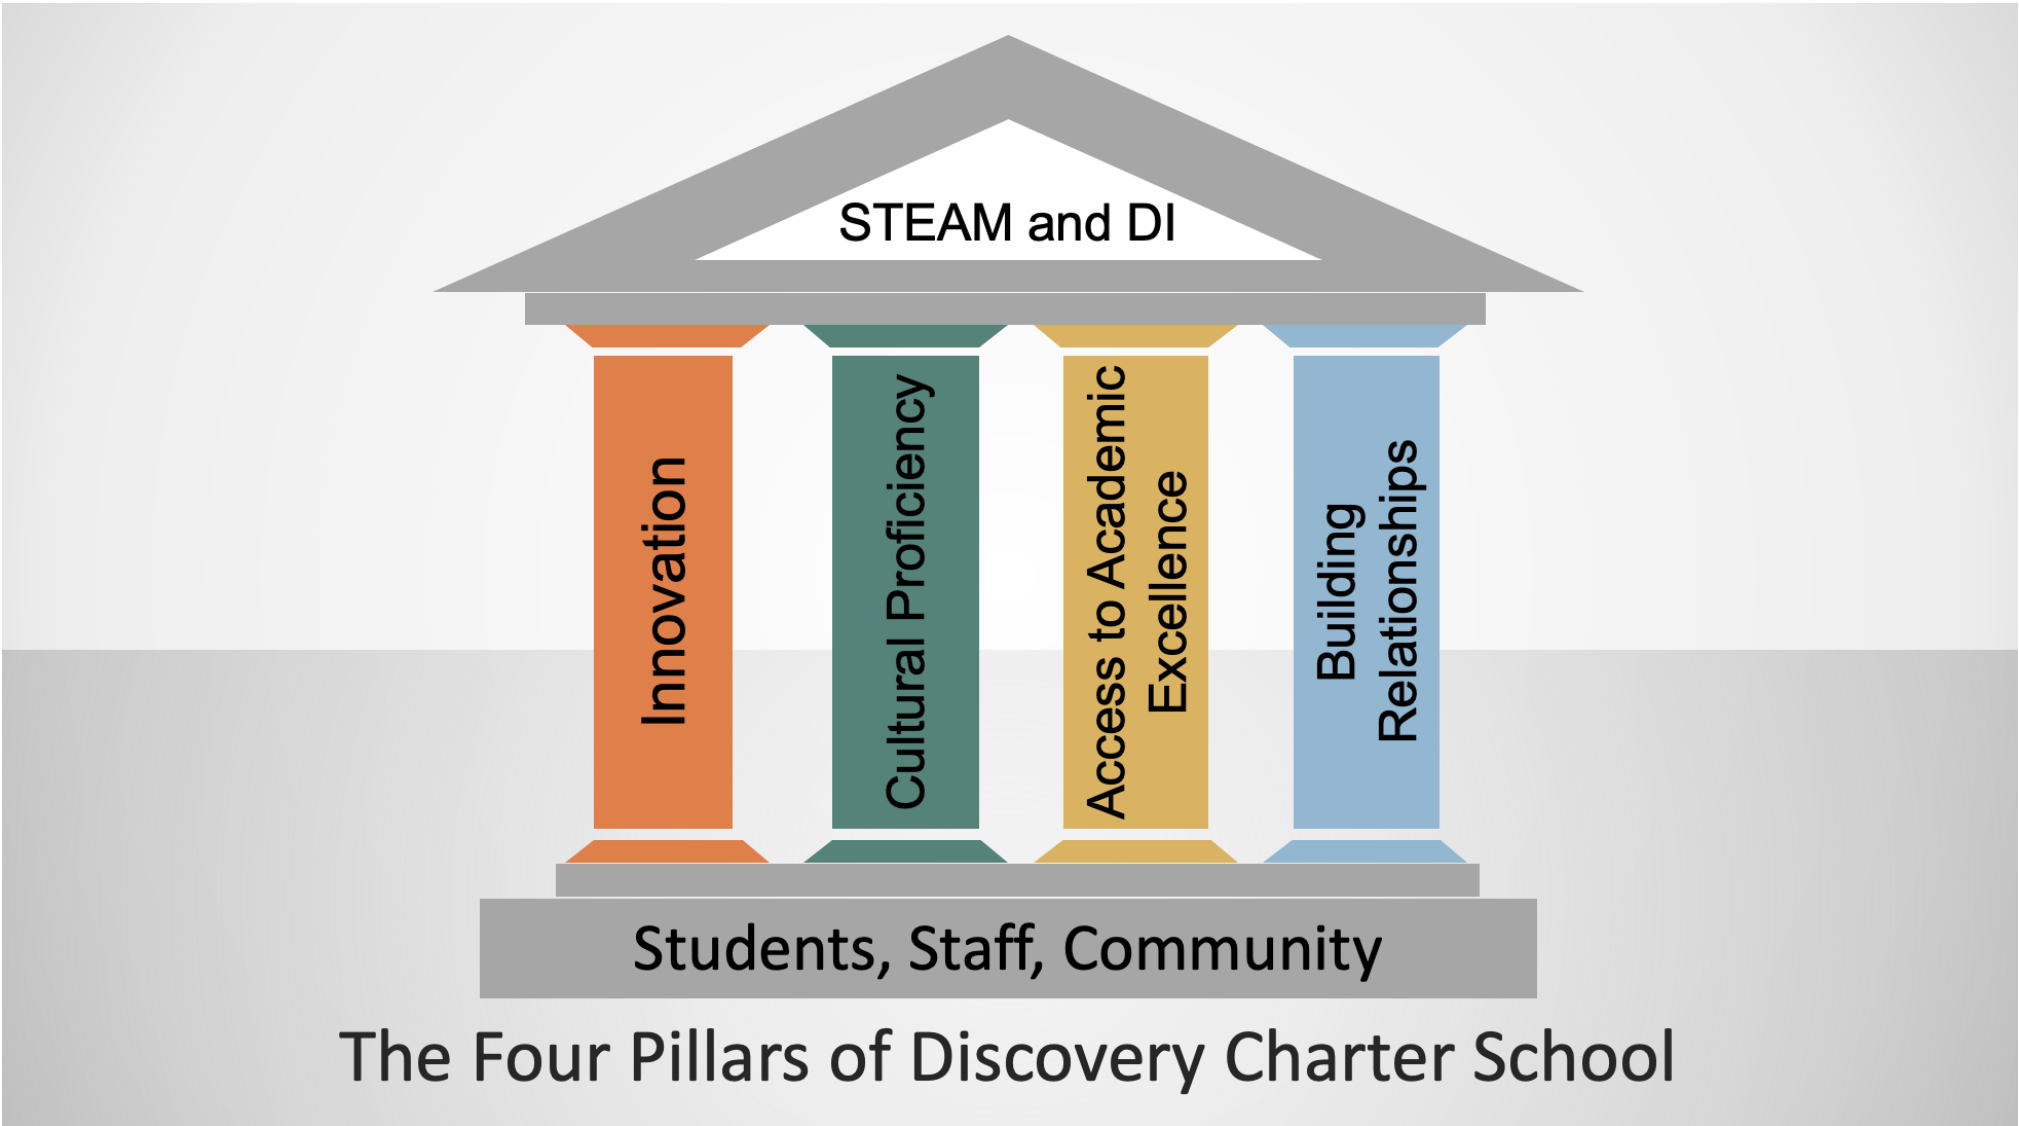 STEAM and DI
Innovation
Cultural Proficiency
Access to Academic
Excellence
Building
Relationships
Students, Staff, Community
The Four Pillars of Discovery Charter School